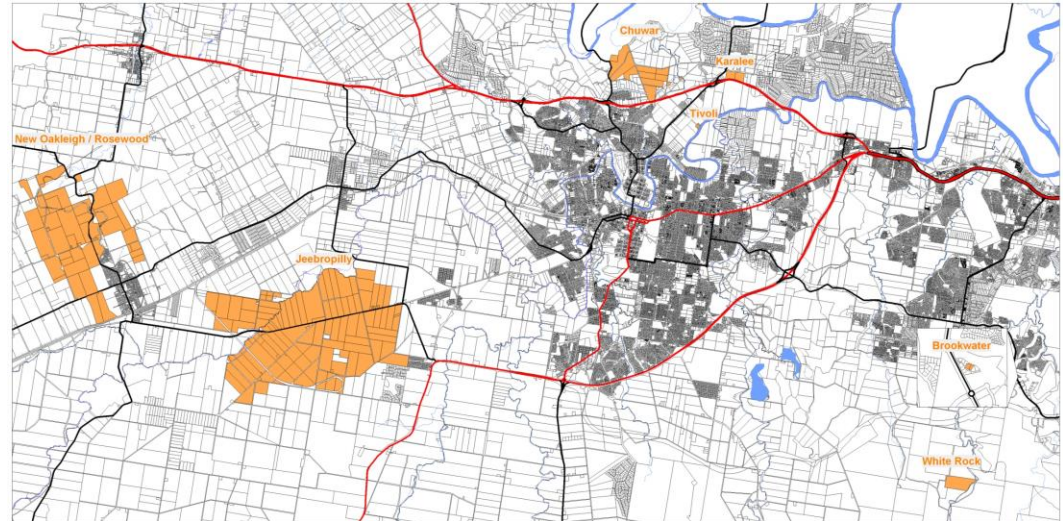 Chuwar
Karalee
Tivoli
New Oakleigh / Rosewood
Jeebropilly
Brookwater
White Rock